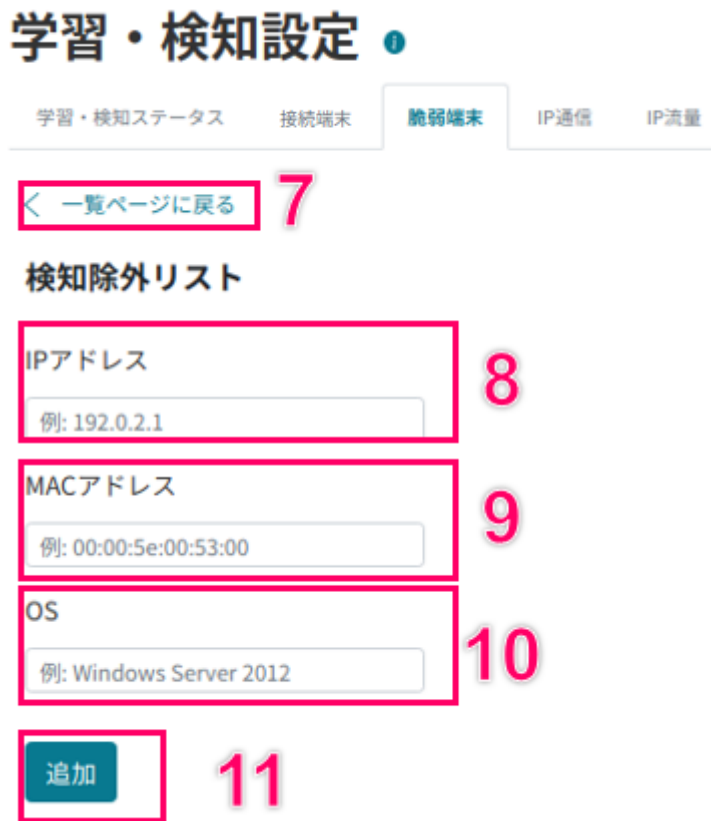 学習・検知設定
学習・検知ステータス 接続端末 脆弱端末 IP通信 IP流量
一覧ページに戻る 7
検知除外リスト
IPアドレス
8
例: 192.0.2.1
MACアドレス
9
例: 00:00:5e:00:53:00
OS
10
例: Windows Server 2012
追加 11